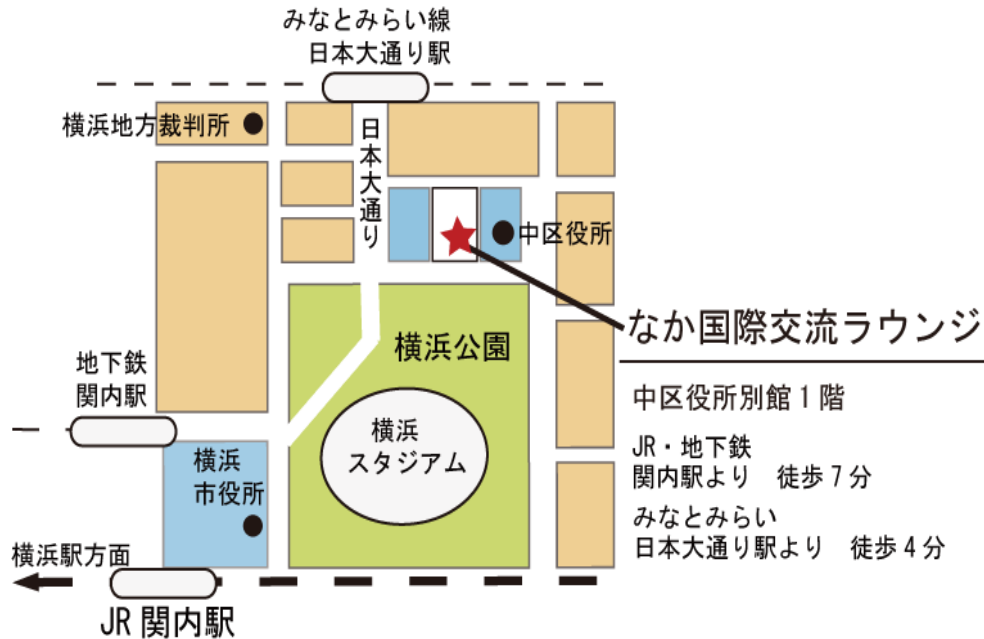 みなとみらい線
日本大通り駅
横浜地方裁判所
日本大通り
中区役所
なか国際交流ラウンジ
横浜公園
地下鉄
関内駅
中区役所別館1階
横浜
スタジアム
JR・地下鉄
関内駅より　徒歩7分
横浜
市役所
みなとみらい
日本大通り駅より　徒歩4分
横浜駅方面
JR 関内駅